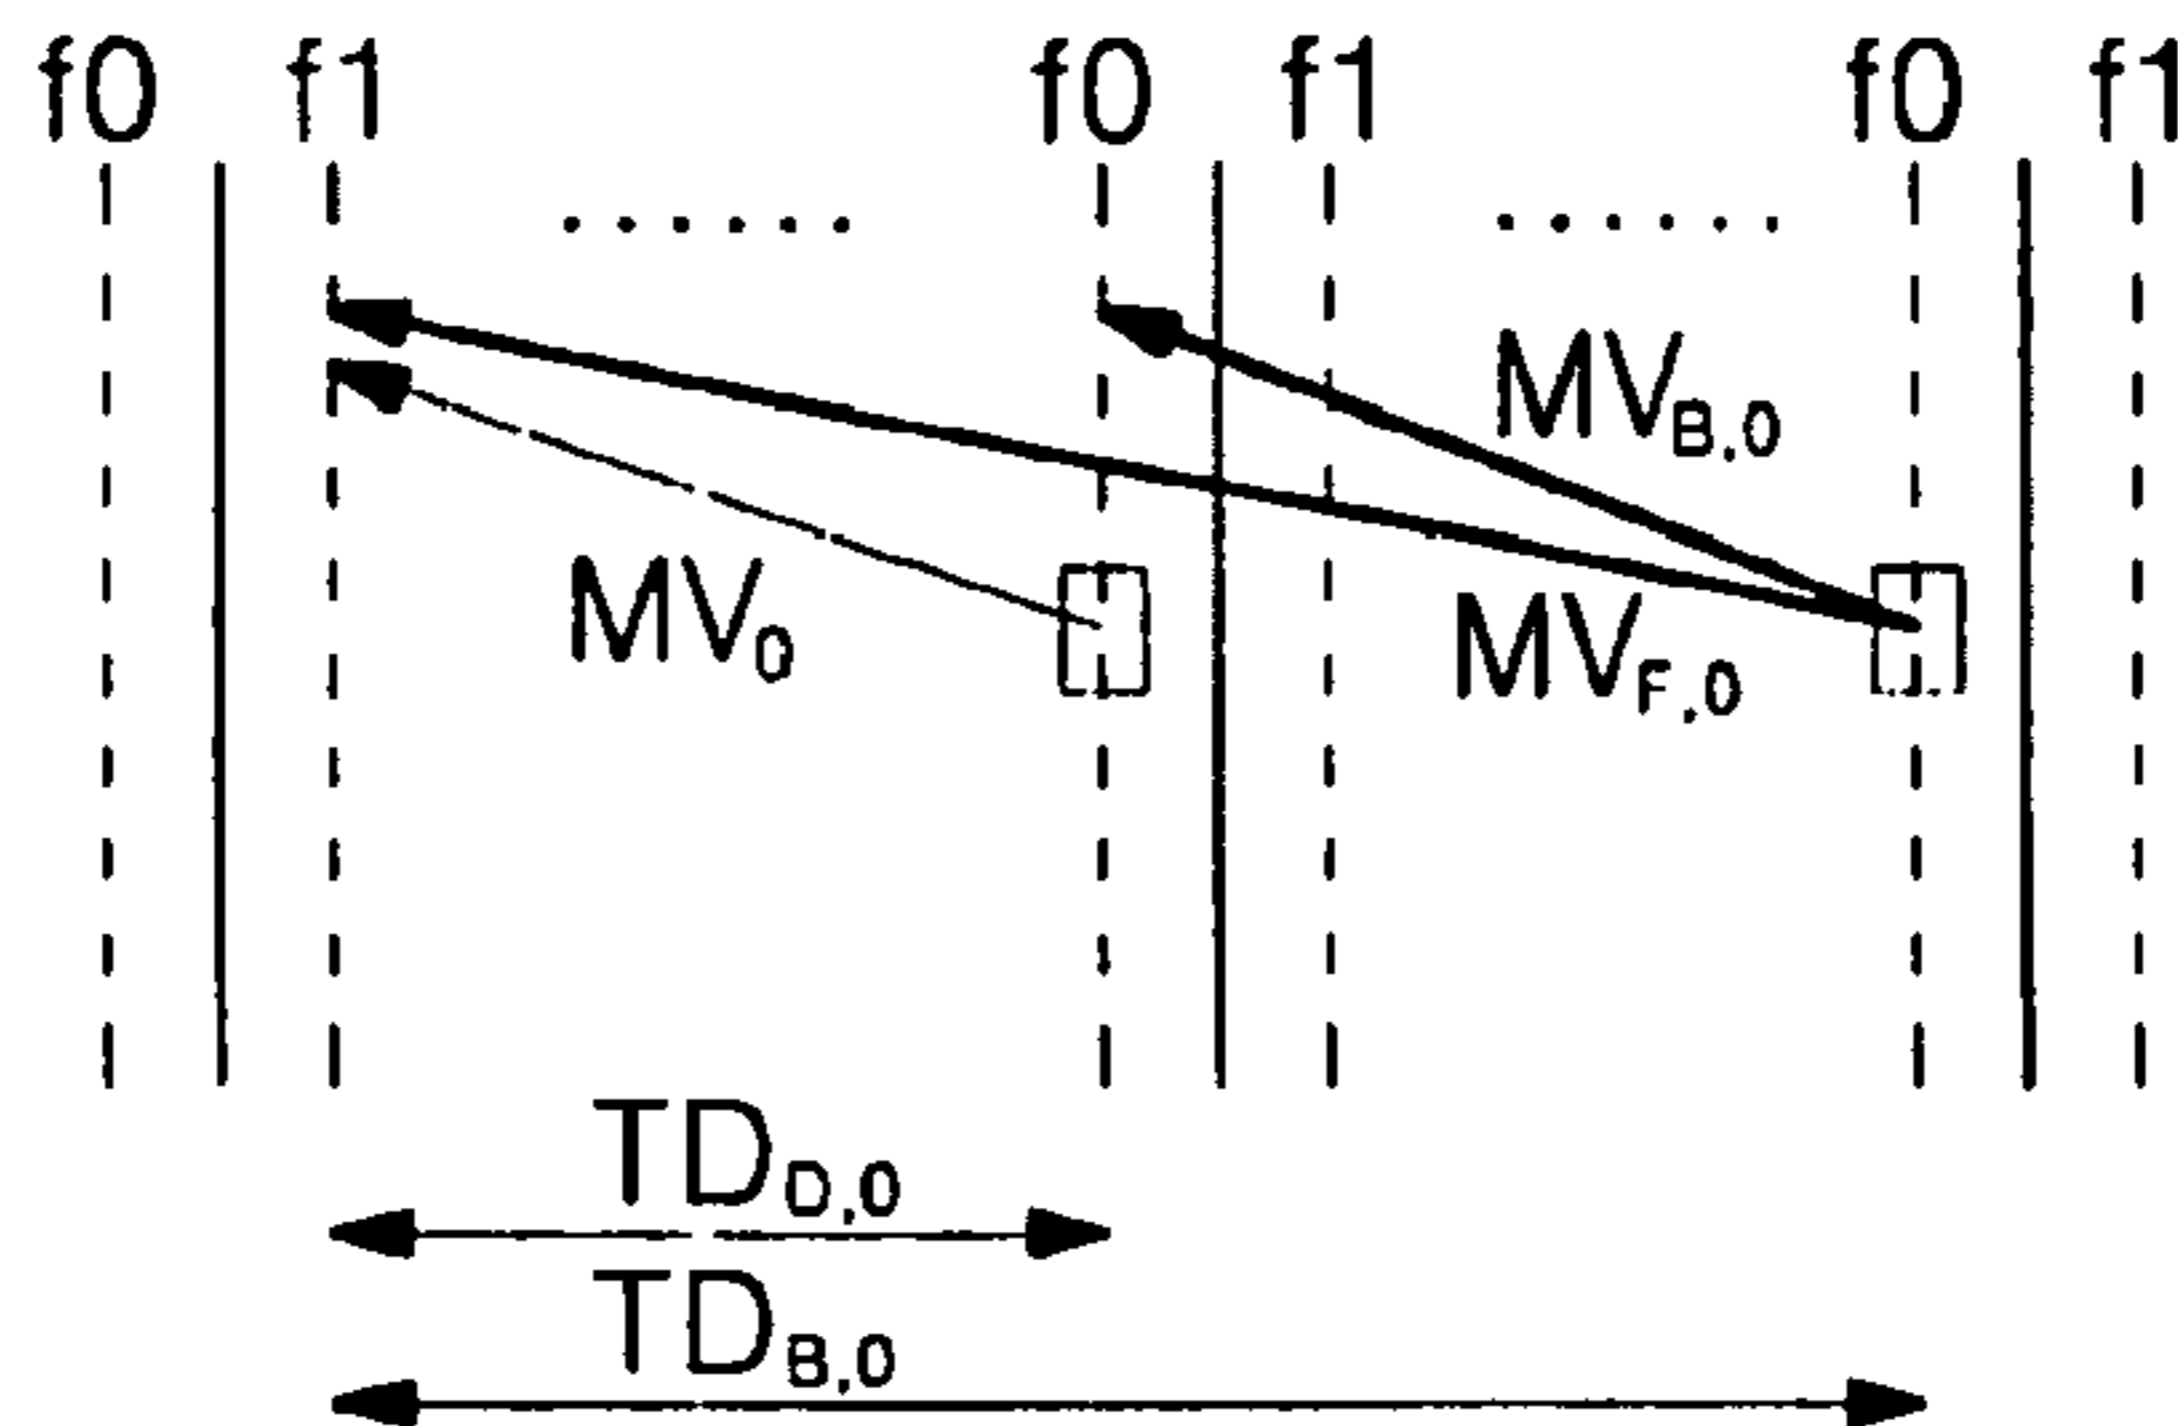 f0 f1 f0 f1 f0 f1
......  ......
MV_B,0
MV_0 MV_F,0
TD_D,0
TD_B,0